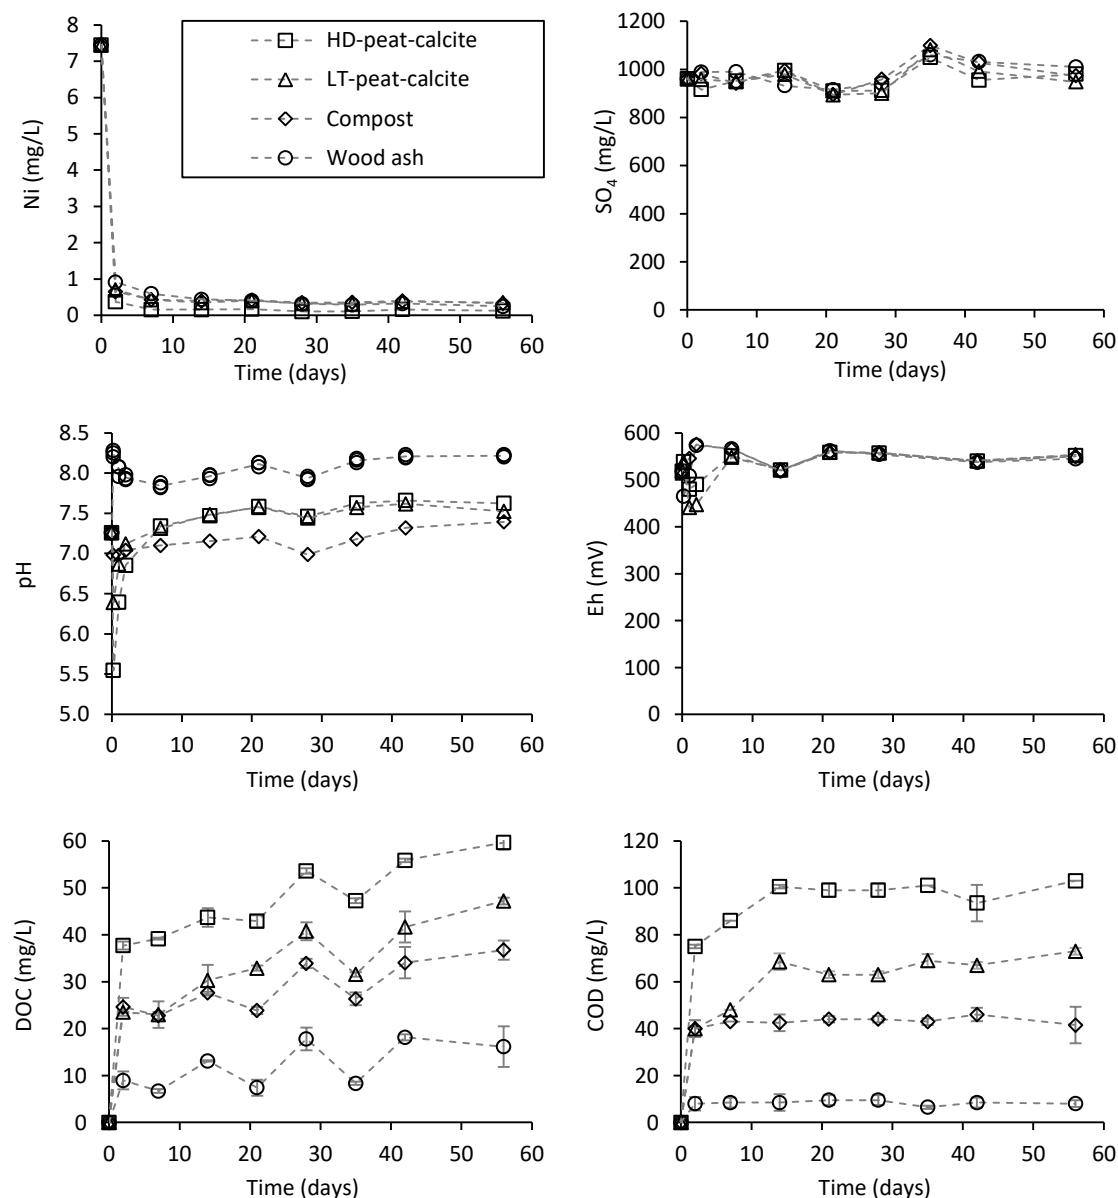 8
7
6
5
4
3
2
1
0
Ni (mg/L)
HD-peat-calcite
LT-peat-calcite
Compost
Wood ash
0 10 20 30 40 50 60
Time (days)
1200
1000
800
600
400
200
0
SO4 (mg/L)
0 10 20 30 40 50 60
Time (days)
8.5
8.0
7.5
7.0
6.5
6.0
5.5
5.0
pH
0 10 20 30 40 50 60
Time (days)
600
500
400
300
200
100
0
Eh (mV)
0 10 20 30 40 50 60
Time (days)
60
50
40
30
20
10
0
DOC (mg/L)
0 10 20 30 40 50 60
Time (days)
120
100
80
60
40
20
0
COD (mg/L)
0 10 20 30 40 50 60
Time (days)